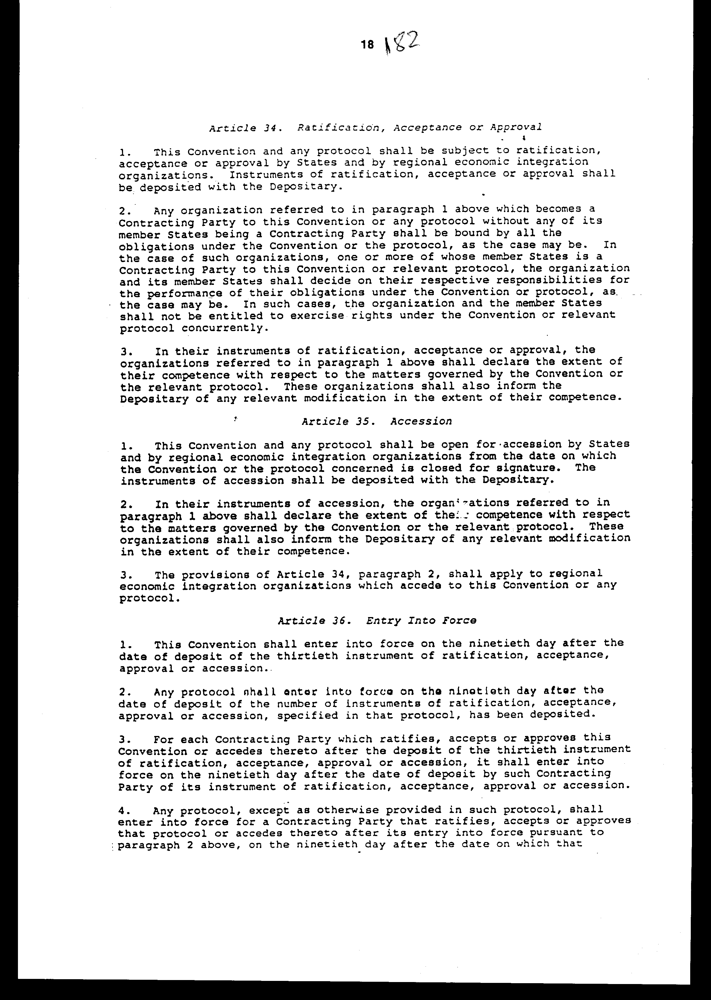 18 182
Article 34. Ratification, Acceptance or Approval
1. This Convention and any protocol shall be subject to ratification,
acceptance or approval by States and by regional economic integration
organizations. Instruments of ratification, acceptance or approval shall
be deposited with the Depositary.
2. Any organization referred to in paragraph 1 above which becomes a
Contracting Party to this Convention or any protocol without any of its
member States being a Contracting Party shall be bound by all the
obligations under the Convention or the protocol, as the case may be. In
the case of such organizations, one or more of whose member States is a
Contracting Party to this Convention or relevant protocol, the organization
and its member States shall decide on their respective responsibilities for
the performance of their obligations under the Convention or protocol, as
the case may be. In such cases, the organization and the member States
shall not be entitled to exercise rights under the Convention or relevant
protocol concurrently.
3. In their instruments of ratification, acceptance or approval, the
organizations referred to in paragraph 1 above shall declare the extent of
their competence with respect to the matters governed by the Convention or
the relevant protocol. These organizations shall also inform the
Depositary of any relevant modification in the extent of their competence.
Article 35. Accession
1. This Convention and any protocol shall be open for accession by States
and by regional economic integration organizations from the date on which
the Convention or the protocol concerned is closed for signature. The
instruments of accession shall be deposited with the Depositary.
2. In their instruments of accession, the organizations referred to in
paragraph 1 above shall declare the extent of their competence with respect
to the matters governed by the Convention or the relevant protocol. These
organizations shall also inform the Depositary of any relevant modification
in the extent of their competence.
3. The provisions of Article 34, paragraph 2, shall apply to regional
economic integration organizations which accede to this Convention or any
protocol.
Article 36. Entry Into Force
1. This Convention shall enter into force on the ninetieth day after the
date of deposit of the thirtieth instrument of ratification, acceptance,
approval or accession.
2. Any protocol shall enter into force on the ninetieth day after the
date of deposit of the number of instruments of ratification, acceptance,
approval or accession, specified in that protocol, has been deposited.
3. For each Contracting Party which ratifies, accepts or approves this
Convention or accedes thereto after the deposit of the thirtieth instrument
of ratification, acceptance, approval or accession, it shall enter into
force on the ninetieth day after the date of deposit by such Contracting
Party of its instrument of ratification, acceptance, approval or accession.
4. Any protocol, except as otherwise provided in such protocol, shall
enter into force for a Contracting Party that ratifies, accepts or approves
that protocol or accedes thereto after its entry into force pursuant to
paragraph 2 above, on the ninetieth day after the date on which that